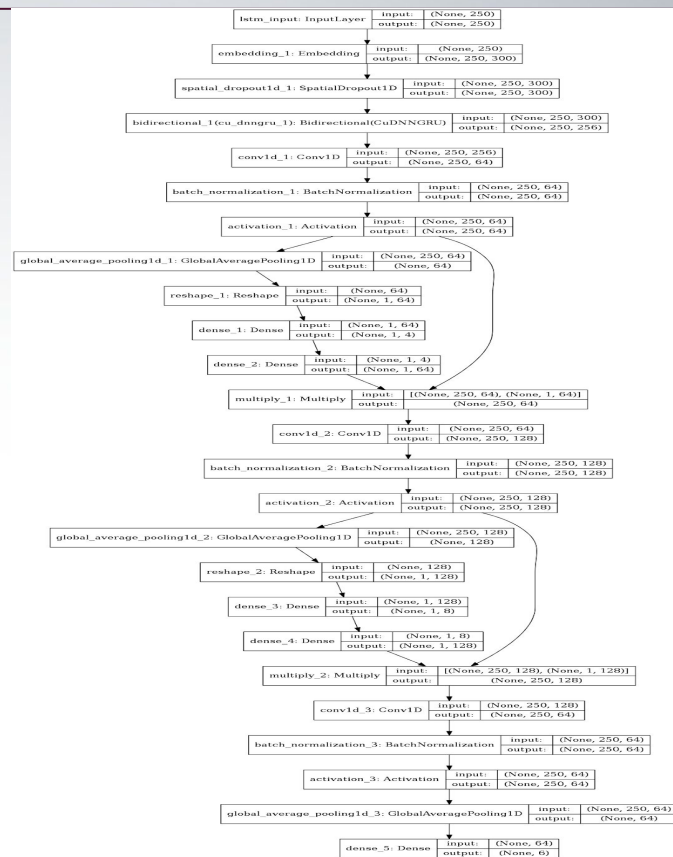 lstm_input: InputLayer input: (None, 250)
output: (None, 250)
embedding_1: Embedding input: (None, 250)
output: (None, 250, 300)
spatial_dropout1d_1: SpatialDropout1D input: (None, 250, 300)
output: (None, 250, 300)
bidirectional_1(cu_dnngru_1): Bidirectional(CuDNNGRU) input: (None, 250, 300)
output: (None, 250, 256)
conv1d_1: Conv1D input: (None, 250, 256)
output: (None, 250, 64)
batch_normalization_1: BatchNormalization input: (None, 250, 64)
output: (None, 250, 64)
activation_1: Activation input: (None, 250, 64)
output: (None, 250, 64)
global_average_pooling1d_1: GlobalAveragePooling1D input: (None, 250, 64)
output: (None, 64)
reshape_1: Reshape input: (None, 64)
output: (None, 1, 64)
dense_1: Dense input: (None, 1, 64)
output: (None, 1, 4)
dense_2: Dense input: (None, 1, 4)
output: (None, 1, 64)
multiply_1: Multiply input: [(None, 250, 64), (None, 1, 64)]
output: (None, 250, 64)
conv1d_2: Conv1D input: (None, 250, 64)
output: (None, 250, 128)
batch_normalization_2: BatchNormalization input: (None, 250, 128)
output: (None, 250, 128)
activation_2: Activation input: (None, 250, 128)
output: (None, 250, 128)
global_average_pooling1d_2: GlobalAveragePooling1D input: (None, 250, 128)
output: (None, 128)
reshape_2: Reshape input: (None, 128)
output: (None, 1, 128)
dense_3: Dense input: (None, 1, 128)
output: (None, 1, 8)
dense_4: Dense input: (None, 1, 8)
output: (None, 1, 128)
multiply_2: Multiply input: [(None, 250, 128), (None, 1, 128)]
output: (None, 250, 128)
conv1d_3: Conv1D input: (None, 250, 128)
output: (None, 250, 64)
batch_normalization_3: BatchNormalization input: (None, 250, 64)
output: (None, 250, 64)
activation_3: Activation input: (None, 250, 64)
output: (None, 250, 64)
global_average_pooling1d_3: GlobalAveragePooling1D input: (None, 250, 64)
output: (None, 64)
dense_5: Dense input: (None, 64)
output: (None, 6)